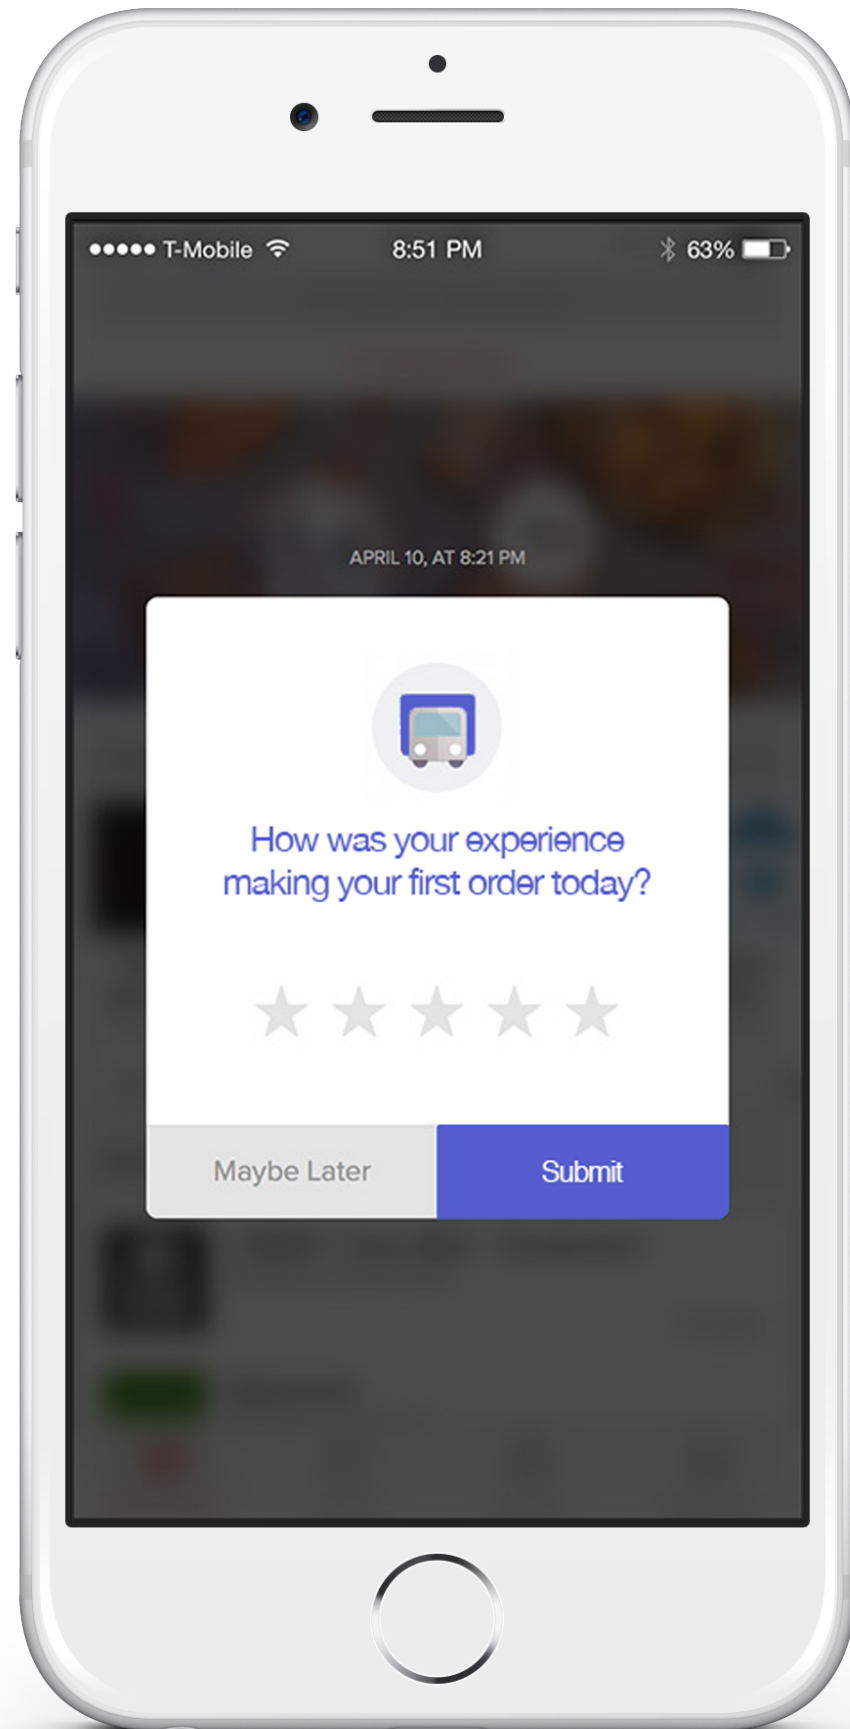 T-Mobile 8:51 PM 63%
APRIL 10, AT 8:21 PM
How was your experience
making your first order today?
Maybe Later Submit